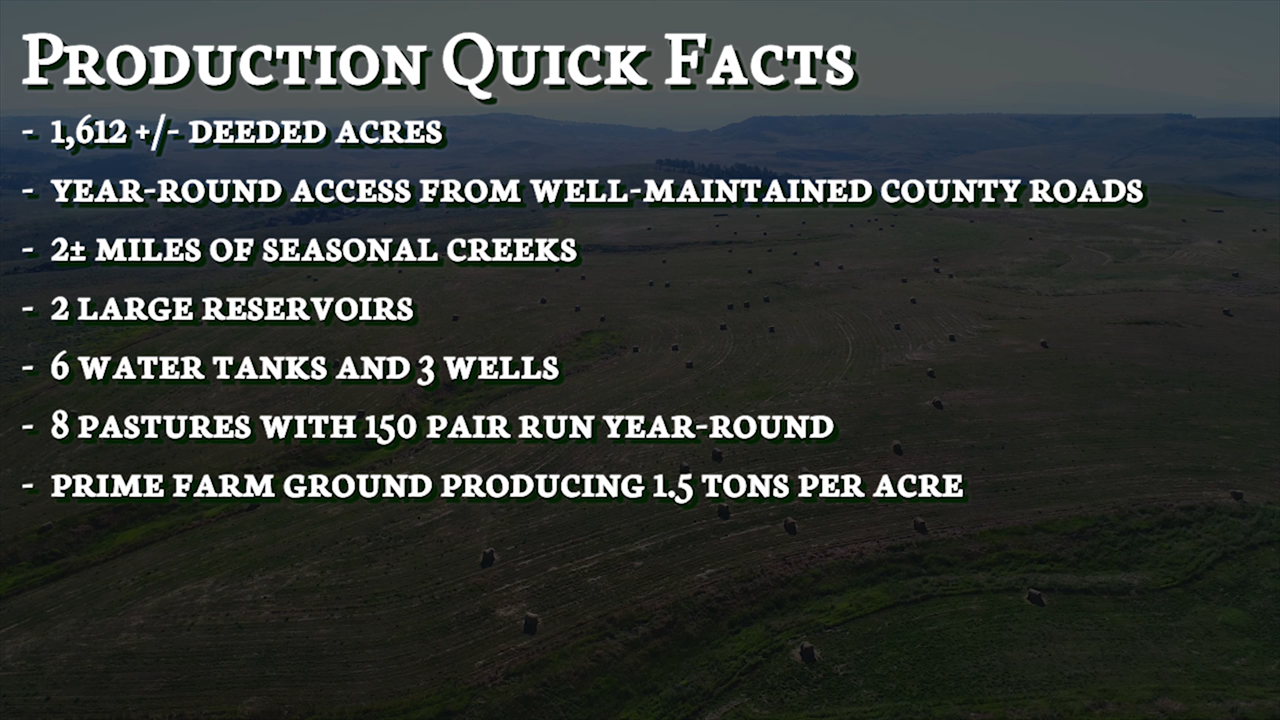 Production Quick Facts
- 1,612 +/- deeded acres
- year-round access from well-maintained county roads
- 2± miles of seasonal creeks
- 2 large reservoirs
- 6 water tanks and 3 wells
- 8 pastures with 150 pair run year-round
- prime farm ground producing 1.5 tons per acre